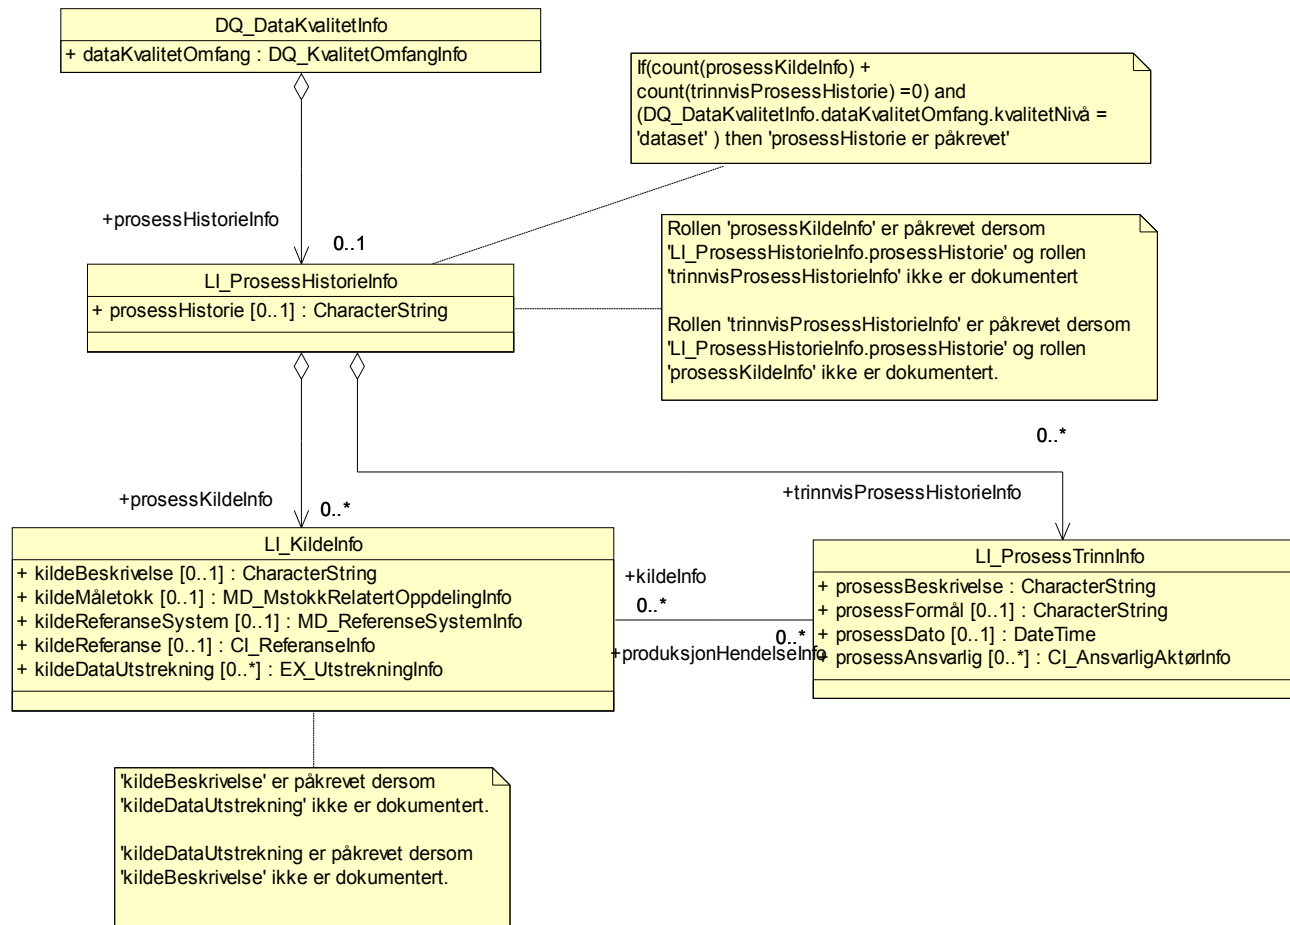 DQ_DataKvalitetInfo
+ dataKvalitetOmfang : DQ_KvalitetOmfangInfo
If(count(prosessKildeInfo) +
count(trinnvisProsessHistorie) =0) and
(DQ_DataKvalitetInfo.dataKvalitetOmfang.kvalitetNivå =
'dataset' ) then 'prosessHistorie er påkrevet'
+prosessHistorieInfo
0..1
Rollen 'prosessKildeInfo' er påkrevet dersom
'LI_ProsessHistorieInfo.prosessHistorie' og rollen
'trinnvisProsessHistorieInfo' ikke er dokumentert
Rollen 'trinnvisProsessHistorieInfo' er påkrevet dersom
'LI_ProsessHistorieInfo.prosessHistorie' og rollen
'prosessKildeInfo' ikke er dokumentert.
LI_ProsessHistorieInfo
+ prosessHistorie [0..1] : CharacterString
0..*
+trinnvisProsessHistorieInfo
+prosessKildeInfo
0..*
LI_KildeInfo
+ kildeBeskrivelse [0..1] : CharacterString
+ kildeMåletokk [0..1] : MD_MstokkRelatertOppdelingInfo
+ kildeReferanseSystem [0..1] : MD_ReferenseSystemInfo
+ kildeReferanse [0..1] : CI_ReferanseInfo
+ kildeDataUtstrekning [0..*] : EX_UtstrekningInfo
+kildeInfo
0..*
0..*
+produksjonHendelseInfo
LI_ProsessTrinnInfo
+ prosessBeskrivelse : CharacterString
+ prosessFormål [0..1] : CharacterString
+ prosessDato [0..1] : DateTime
+ prosessAnsvarlig [0..*] : CI_AnsvarligAktørInfo
'kildeBeskrivelse' er påkrevet dersom
'kildeDataUtstrekning' ikke er dokumentert.
'kildeDataUtstrekning er påkrevet dersom
'kildeBeskrivelse' ikke er dokumentert.